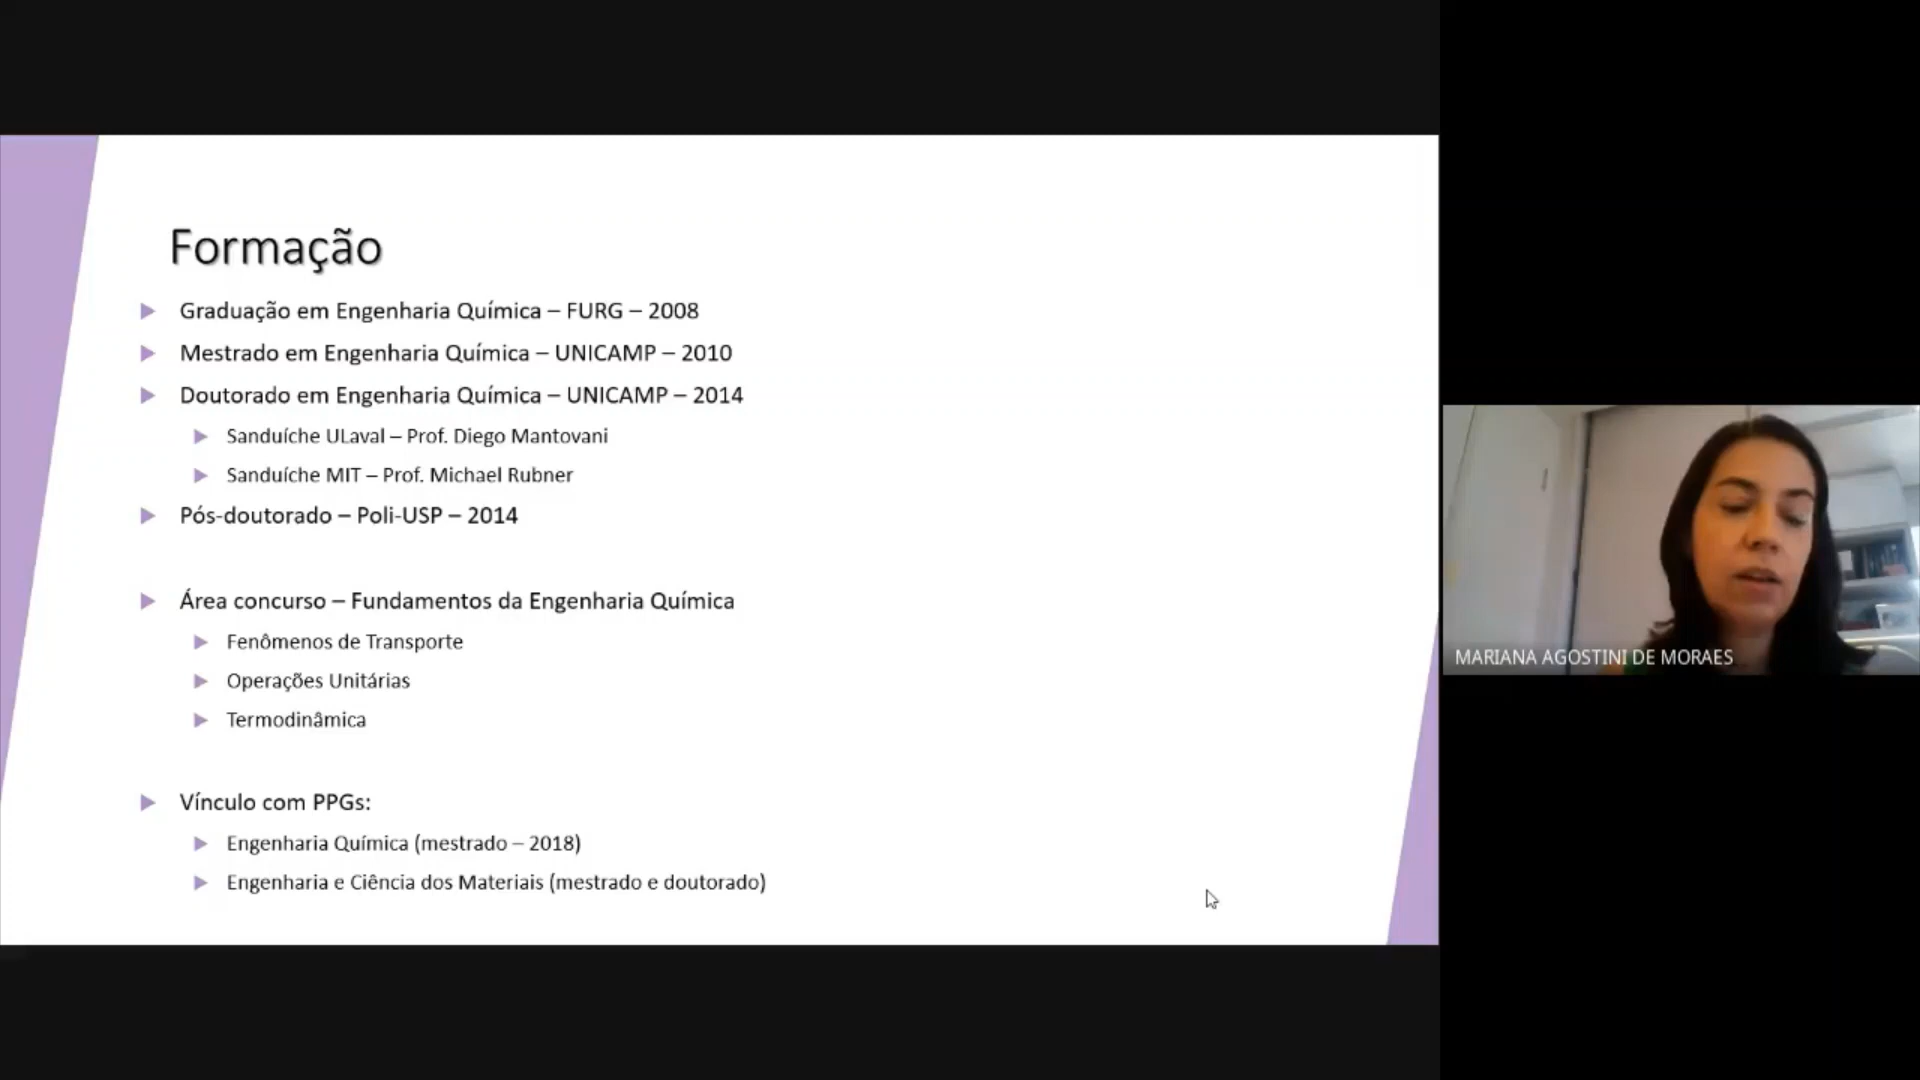 Formação
Graduação em Engenharia Química – FURG – 2008
Mestrado em Engenharia Química – UNICAMP – 2010
Doutorado em Engenharia Química – UNICAMP – 2014
Sanduíche ULaval – Prof. Diego Mantovani
Sanduíche MIT – Prof. Michael Rubner
Pós-doutorado – Poli-USP – 2014
Área concurso – Fundamentos da Engenharia Química
Fenômenos de Transporte
Operações Unitárias
Termodinâmica
Vínculo com PPGs:
Engenharia Química (mestrado – 2018)
Engenharia e Ciência dos Materiais (mestrado e doutorado)
MARIANA AGOSTINI DE MORAES